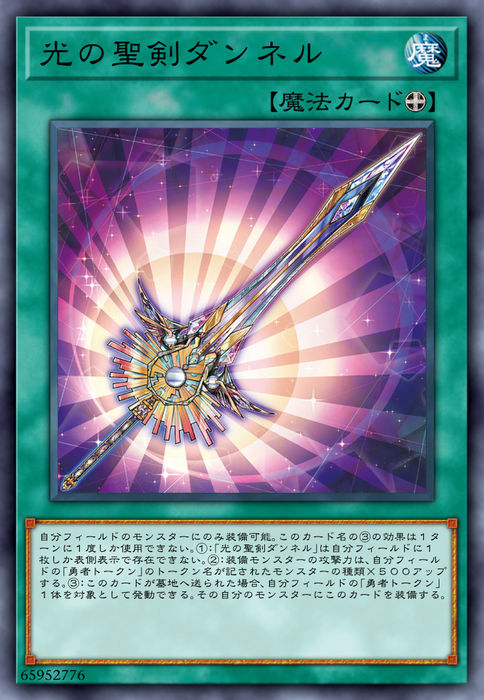 光の聖剣ダンネル
魔
【魔法カード】
自分フィールドのモンスターにのみ装備可能。このカード名の③の効果は１タ
ーンに１度しか使用できない。①：「光の聖剣ダンネル」は自分フィールドに１
枚しか表側表示で存在できない。②：装備モンスターの攻撃力は、自分フィール
ドの「勇者トークン」のトークン名が記されたモンスターの種類×５００アップ
する。③：このカードが墓地へ送られた場合、自分フィールドの「勇者トークン」
１体を対象として発動できる。その自分のモンスターにこのカードを装備する。
65952776